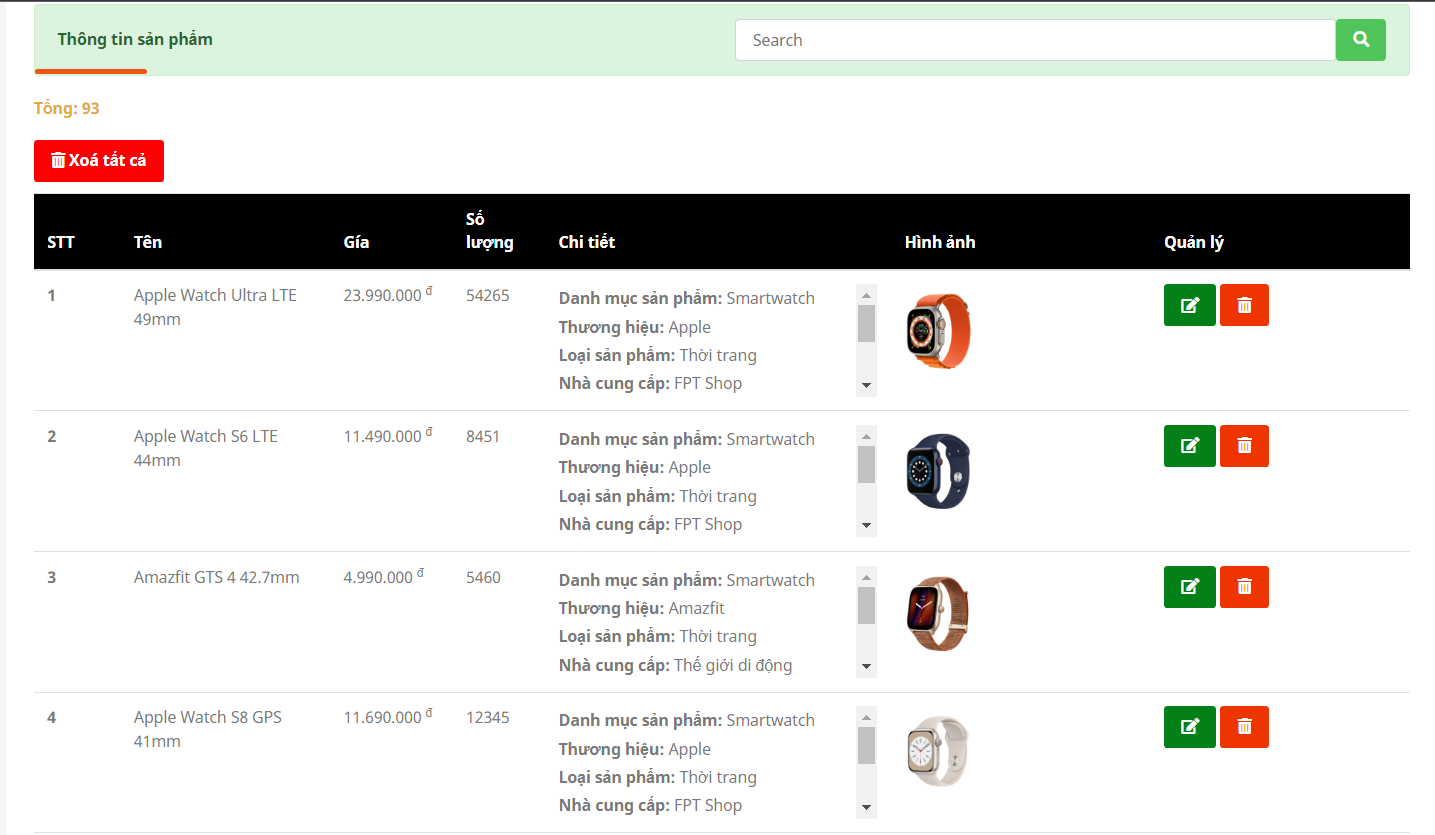 Thông tin sản phẩm
Search
Tổng: 93
Xoá tất cả
STT Tên Gía Số lượng Chi tiết Hình ảnh Quản lý
1 Apple Watch Ultra LTE 23.990.000 đ 54265 Danh mục sản phẩm: Smartwatch
49mm
Thương hiệu: Apple
Loại sản phẩm: Thời trang
Nhà cung cấp: FPT Shop
2 Apple Watch S6 LTE 11.490.000 đ 8451 Danh mục sản phẩm: Smartwatch
44mm
Thương hiệu: Apple
Loại sản phẩm: Thời trang
Nhà cung cấp: FPT Shop
3 Amazfit GTS 4 42.7mm 4.990.000 đ 5460 Danh mục sản phẩm: Smartwatch
Thương hiệu: Amazfit
Loại sản phẩm: Thời trang
Nhà cung cấp: Thế giới di động
4 Apple Watch S8 GPS 11.690.000 đ 12345 Danh mục sản phẩm: Smartwatch
41mm
Thương hiệu: Apple
Loại sản phẩm: Thời trang
Nhà cung cấp: FPT Shop